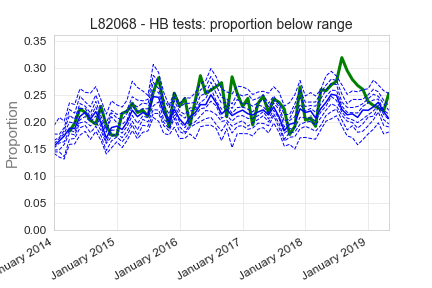 L82068 - HB tests: proportion below range
Proportion
0.35
0.30
0.25
0.20
0.15
0.10
0.05
0.00
nuary 2014
January 2015
January 2016
January 2017
January 2018
January 2019